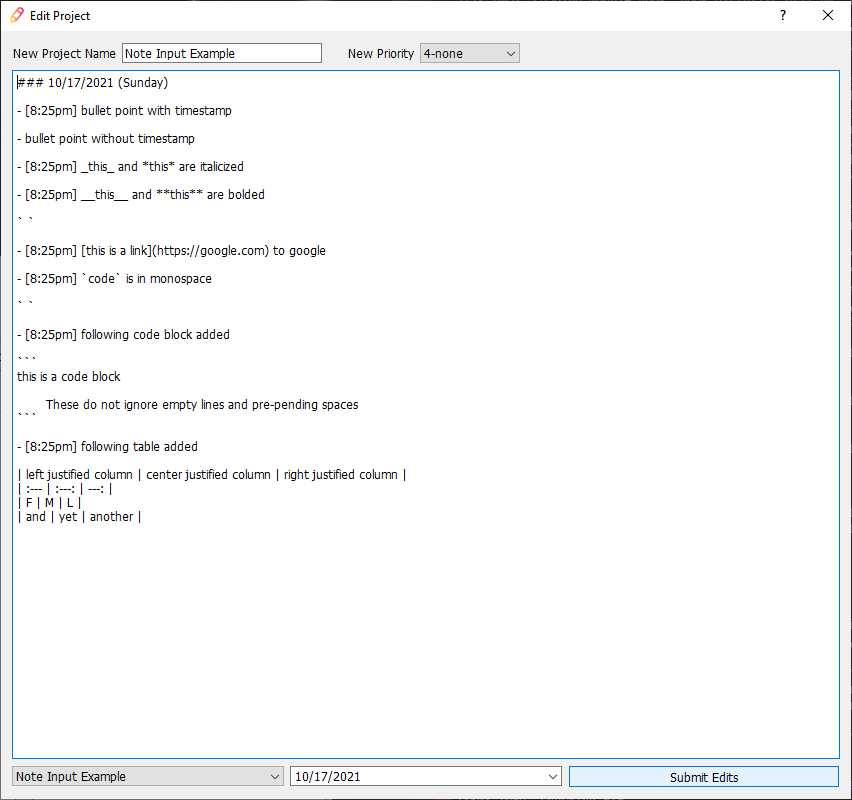 Edit Project
?
New Project Name Note Input Example New Priority 4-none
### 10/17/2021 (Sunday)
- [8:25pm] bullet point with timestamp
- bullet point without timestamp
- [8:25pm] _this_ and *this* are italicized
- [8:25pm] __this__ and **this** are bolded
` `
- [8:25pm] [this is a link](https://google.com) to google
- [8:25pm] `code` is in monospace
` `
- [8:25pm] following code block added
```
this is a code block
These do not ignore empty lines and pre-pending spaces
```
- [8:25pm] following table added
| left justified column | center justified column | right justified column |
| :--- | :---: | ---: |
| F | M | L |
| and | yet | another |
Note Input Example 10/17/2021 Submit Edits